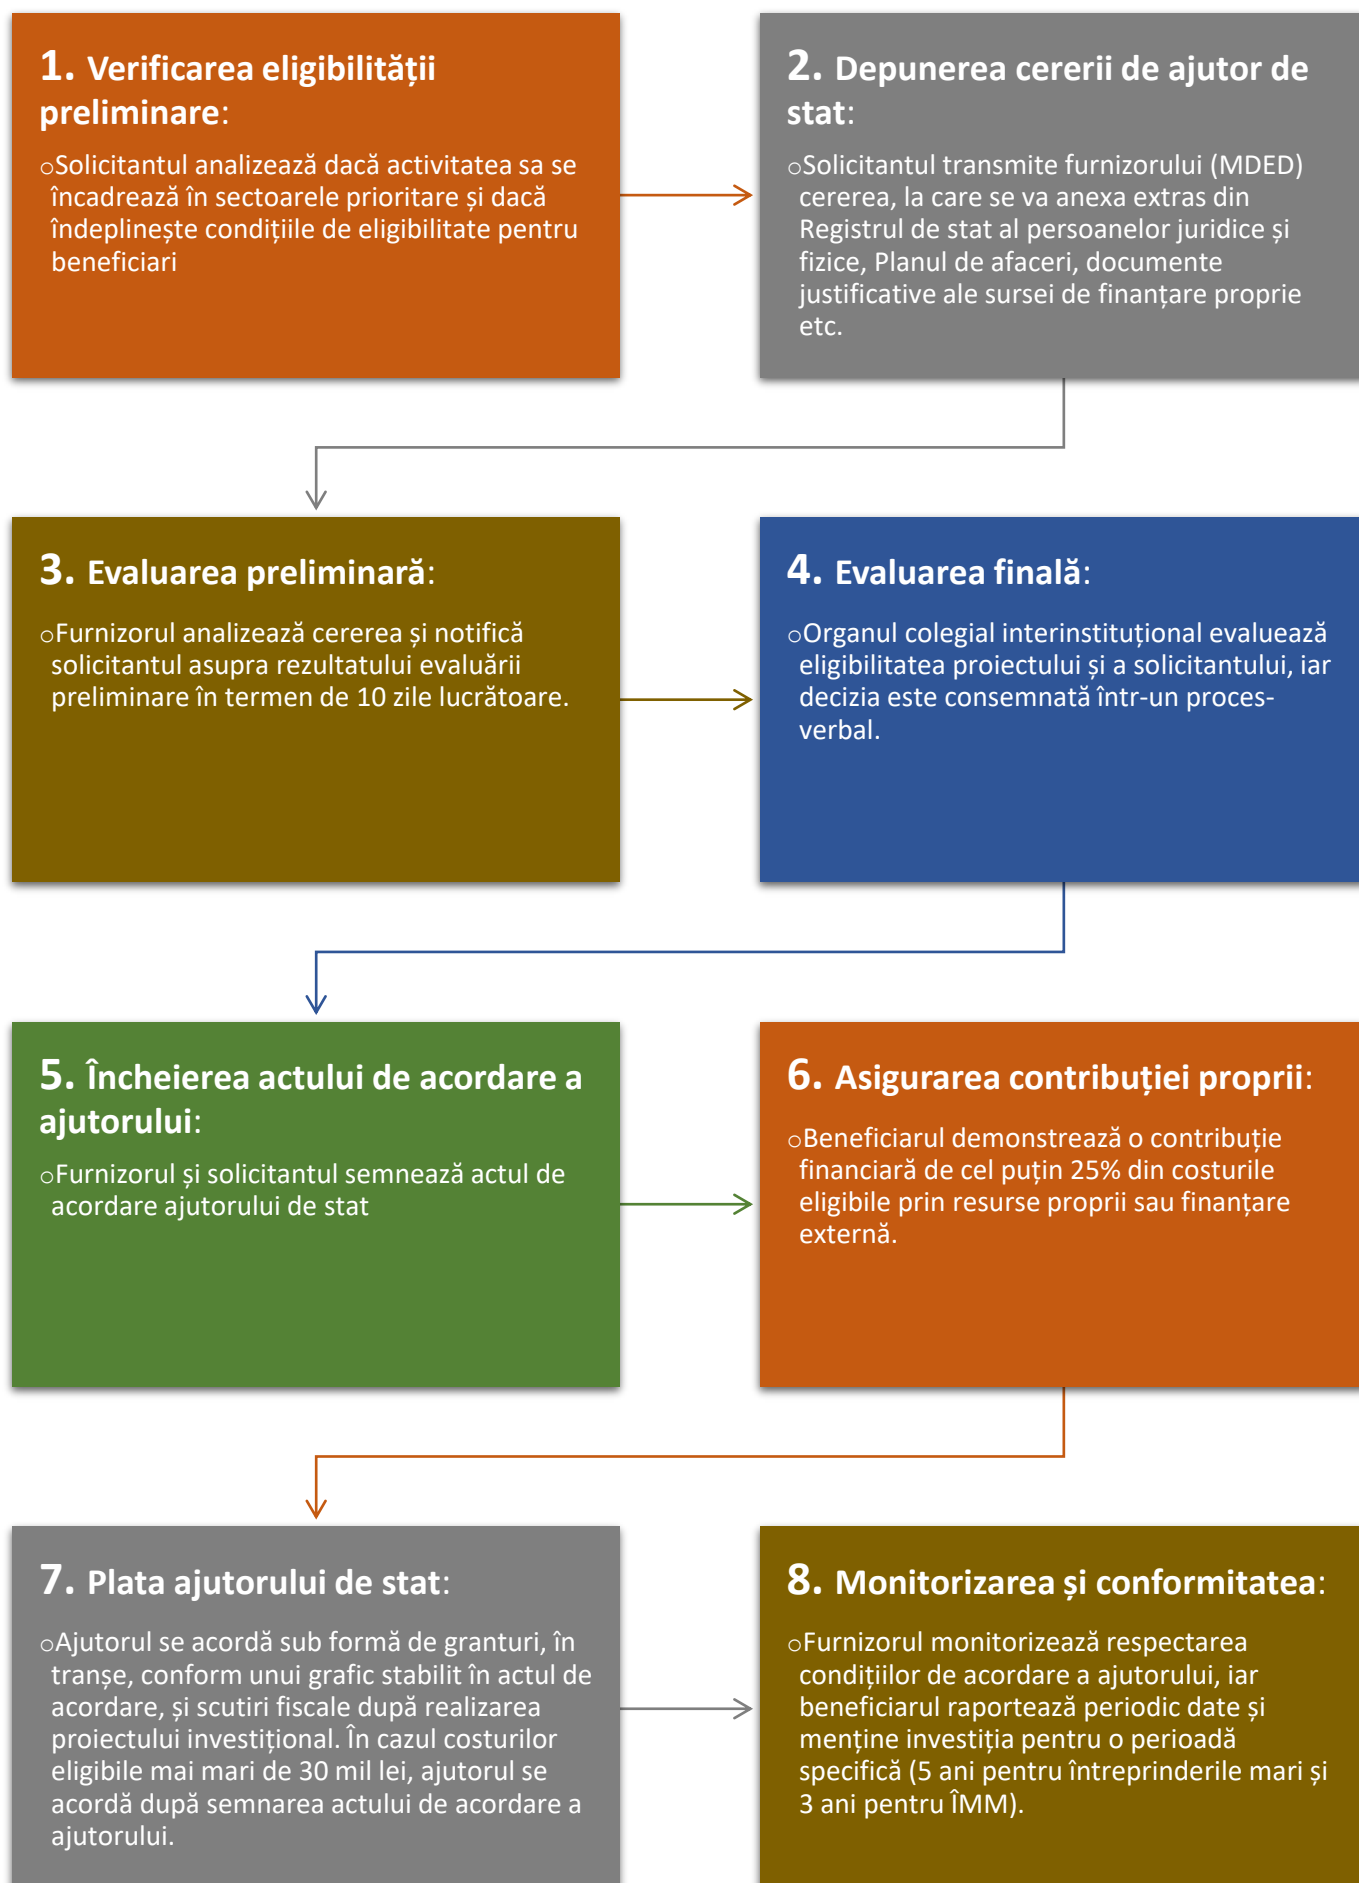 1. Verificarea eligibilității
preliminare:
oSolicitantul analizează dacă activitatea sa se
încadrează în sectoarele prioritare și dacă
îndeplinește condițiile de eligibilitate pentru
beneficiari
2. Depunerea cererii de ajutor de
stat:
oSolicitantul transmite furnizorului (MDED)
cererea, la care se va anexa extras din
Registrul de stat al persoanelor juridice și
fizice, Planul de afaceri, documente
justificative ale sursei de finanțare proprie
etc.
3. Evaluarea preliminară:
oFurnizorul analizează cererea și notifică
solicitantul asupra rezultatului evaluării
preliminare în termen de 10 zile lucrătoare.
4. Evaluarea finală:
oOrganul colegial interinstituțional evaluează
eligibilitatea proiectului și a solicitantului, iar
decizia este consemnată într-un proces-
verbal.
5. Încheierea actului de acordare a
ajutorului:
oFurnizorul și solicitantul semnează actul de
acordare ajutorului de stat
6. Asigurarea contribuției proprii:
oBeneficiarul demonstrează o contribuție
financiară de cel puțin 25% din costurile
eligibile prin resurse proprii sau finanțare
externă.
7. Plata ajutorului de stat:
oAjutorul se acordă sub formă de granturi, în
tranșe, conform unui grafic stabilit în actul de
acordare, și scutiri fiscale după realizarea
proiectului investițional. În cazul costurilor
eligibile mai mari de 30 mil lei, ajutorul se
acordă după semnarea actului de acordare a
ajutorului.
8. Monitorizarea și conformitatea:
oFurnizorul monitorizează respectarea
condițiilor de acordare a ajutorului, iar
beneficiarul raportează periodic date și
menține investiția pentru o perioadă
specifică (5 ani pentru întreprinderile mari și
3 ani pentru ÎMM).